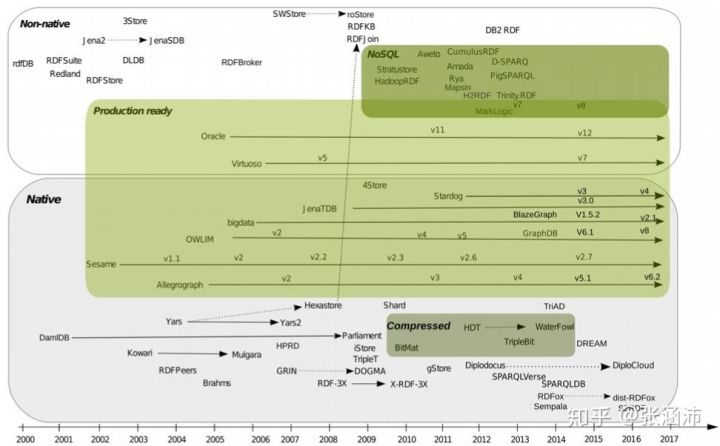 Non-native
3Store
SWStore
roStore
RDFKB
RDFJoin
DB2 RDF
Jena2
JenaSDB
rdfDB
RDFSuite
Redland
DLDB
RDFBroker
RDFStore
NoSQL
Aweto
CumulusRDF
D-SPARQ
Stratustore
Amada
PigSPARQL
HadoopRDF
Rya
Mapsin
H2RDF
Trinity.RDF
v7
v8
MarkLogic
Production ready
Oracle
v11
v12
Virtuoso
v5
v7
Native
4Store
Stardog
v3
v4
JenaTDB
v3.0
bigdata
BlazeGraph
V1.5.2
v2.1
OWLIM
v2
v4
v5
GraphDB
V6.1
v8
Sesame
v1.1
v2
v2.2
v2.3
v2.6
v2.7
Allegrograph
v2
v3
v4
v5.1
v6.2
Hexastore
Shard
TriAD
Yars
Yars2
Compressed
HDT
WaterFowl
DamlDB
Parliament
HPRD
iStore
BitMat
TripleBit
DREAM
Kowari
Mulgara
TripleT
RDFPeers
GRIN
DOGMA
gStore
Diplodocus
DiploCloud
Brahms
RDF-3X
X-RDF-3X
SPARQLVerse
SPARQLDB
RDFox
dist-RDFox
Sempala
知乎 @张涵沛
2000 2001 2002 2003 2004 2005 2006 2007 2008 2009 2010 2011 2012 2013 2014 2015 2016 2017